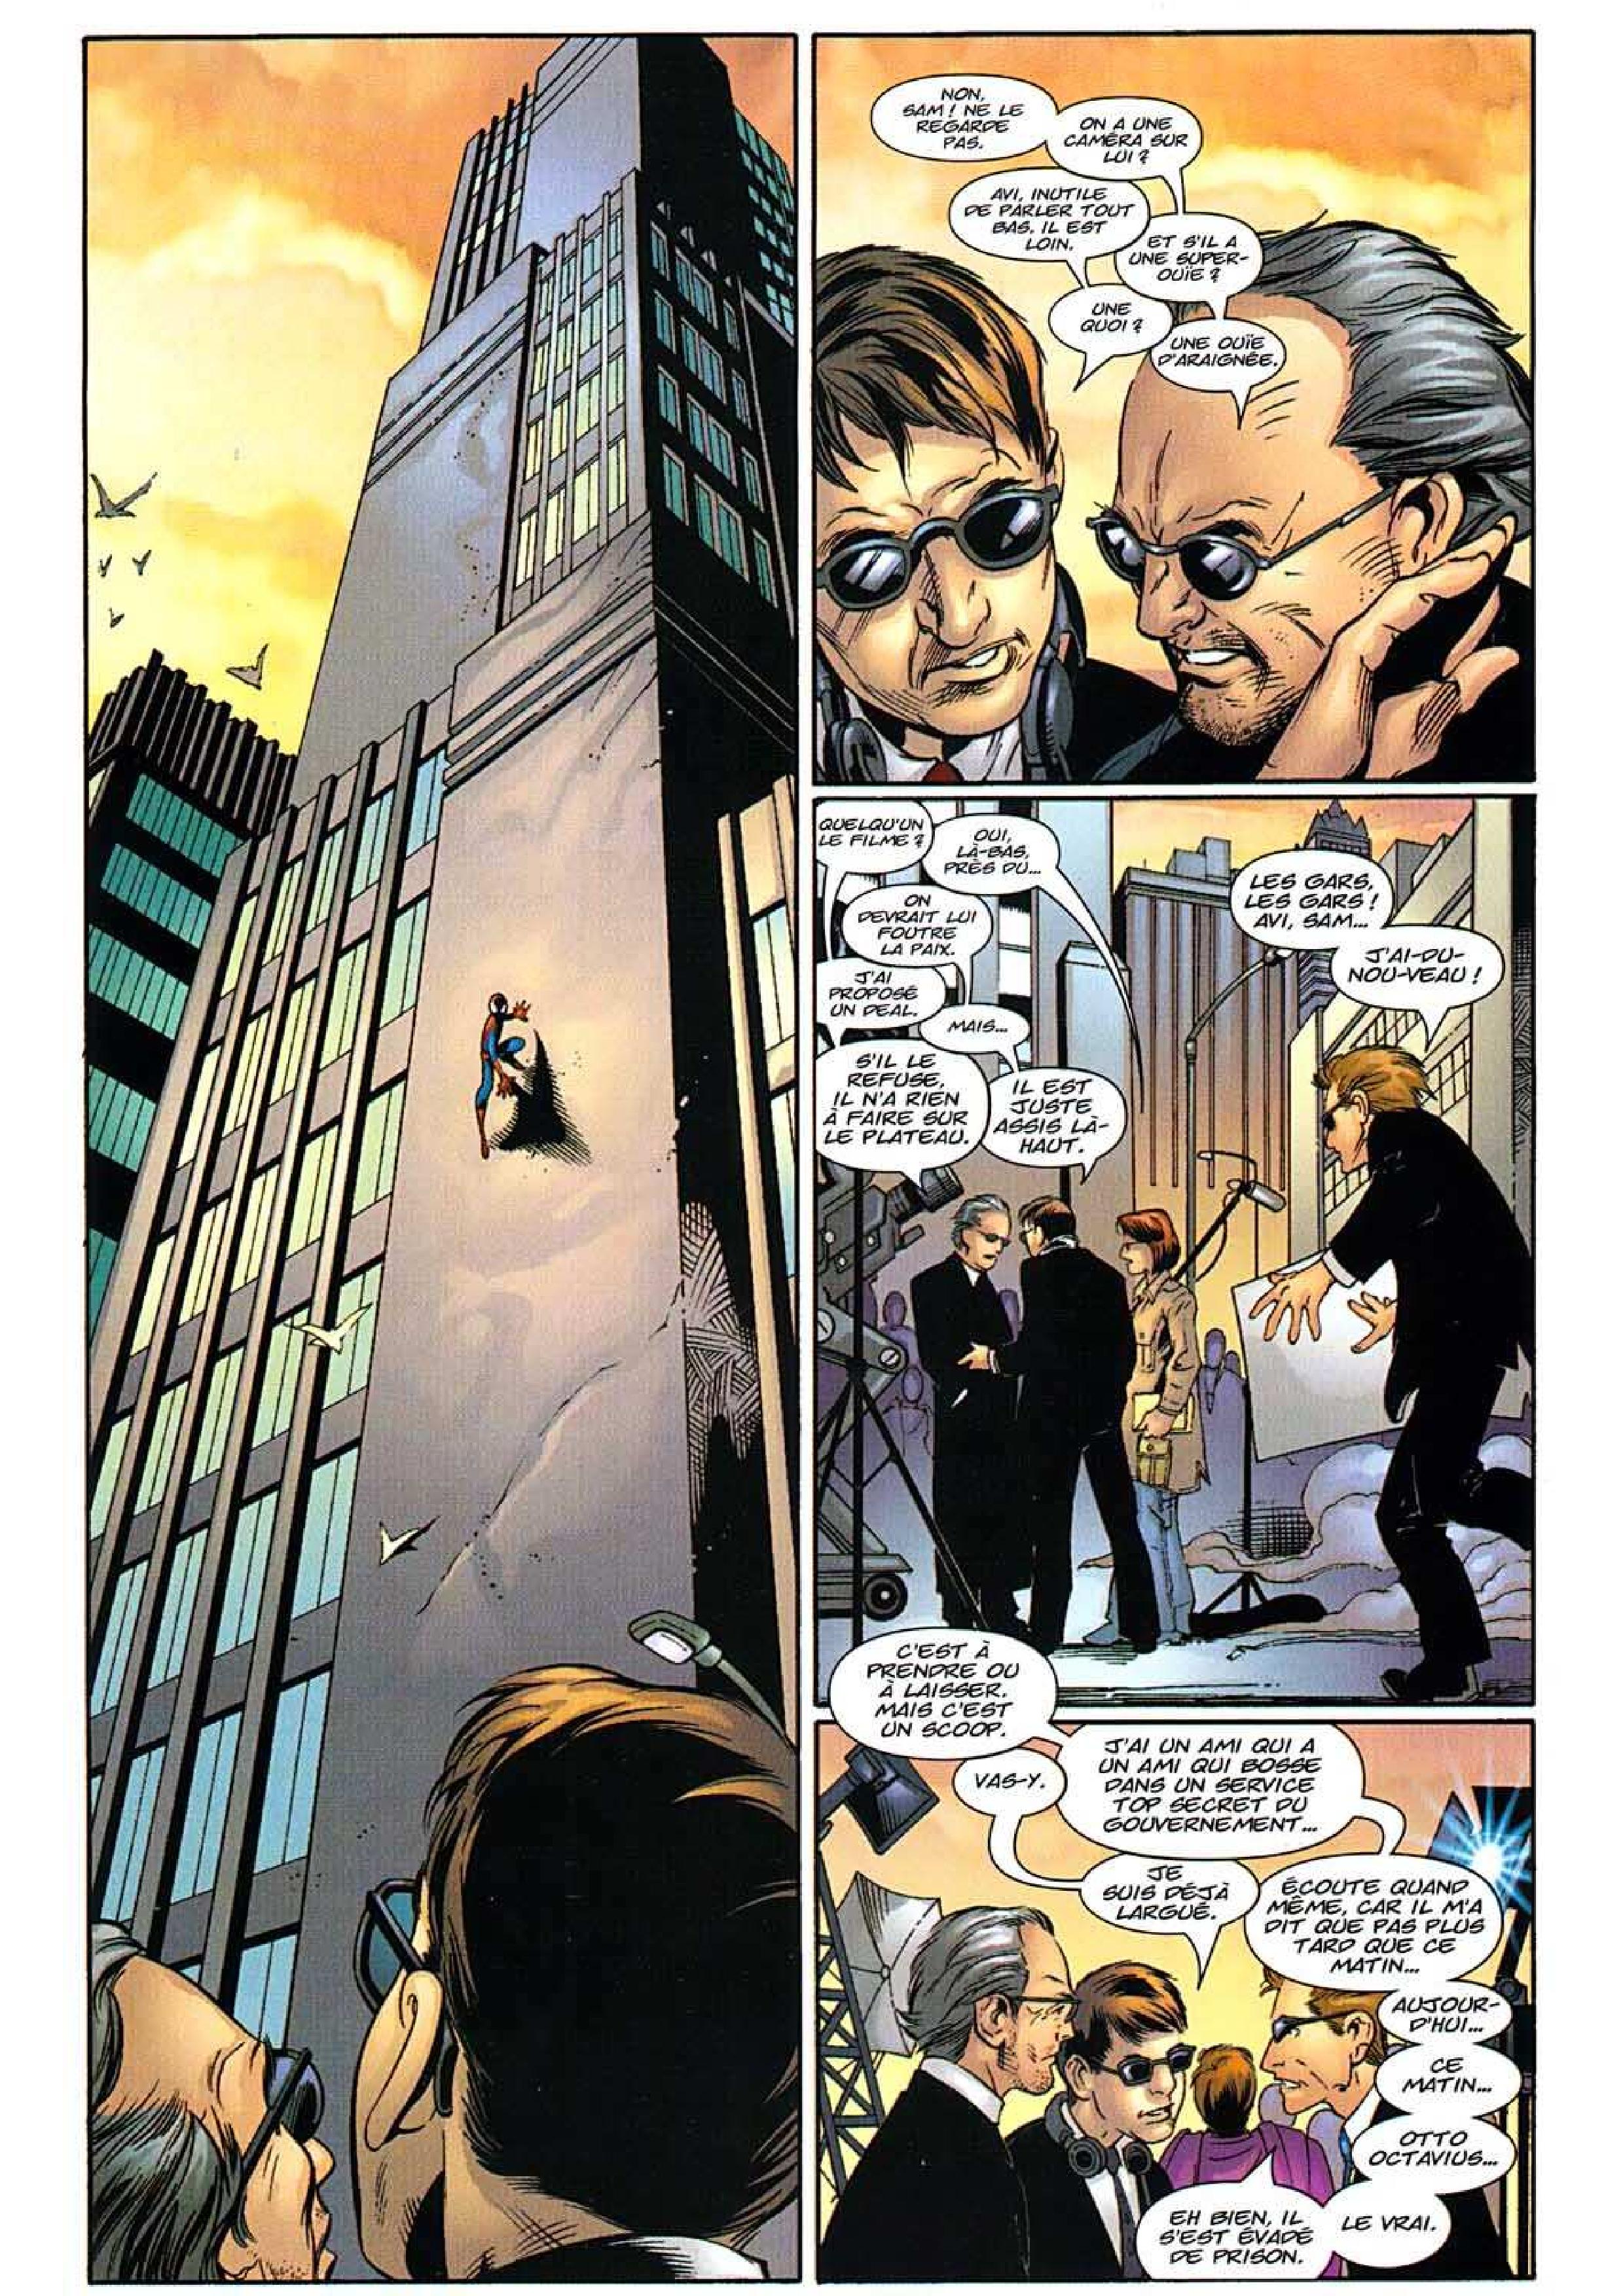 NON,
SAM ! NE LE
REGARDE
PAS.
ON A UNE
CAMÉRA SUR
LUI ?
AVI, INUTILE
DE PARLER TOUT
BAS. IL EST
LOIN.
ET S'IL A
UNE SUPER-
OUÏE ?
UNE
QUOI ?
UNE OUÏE
D'ARAIGNÉE.
QUELQU'UN
LE FILME ?
OUI,
LÀ-BAS,
PRÈS DU...
ON
DEVRAIT LUI
FOUTRE
LA PAIX.
J'AI
PROPOSÉ
UN DEAL.
MAIS...
S'IL LE
REFUSE,
IL N'A RIEN
À FAIRE SUR
LE PLATEAU.
IL EST
JUSTE
ASSIS LÀ-
HAUT.
LES GARS,
LES GARS !
AVI, SAM...
J'AI-DU-
NOU-VEAU !
C'EST À
PRENDRE OU
À LAISSER.
MAIS C'EST
UN SCOOP.
VAS-Y.
J'AI UN AMI QUI A
UN AMI QUI BOSSE
DANS UN SERVICE
TOP SECRET DU
GOUVERNEMENT...
JE
SUIS DÉJÀ
LARGUÉ.
ÉCOUTE QUAND
MÊME, CAR IL M'A
DIT QUE PAS PLUS
TARD QUE CE
MATIN...
AUJOUR-
D'HUI...
CE
MATIN...
OTTO
OCTAVIUS...
LE VRAI.
EH BIEN, IL
S'EST ÉVADÉ
DE PRISON.